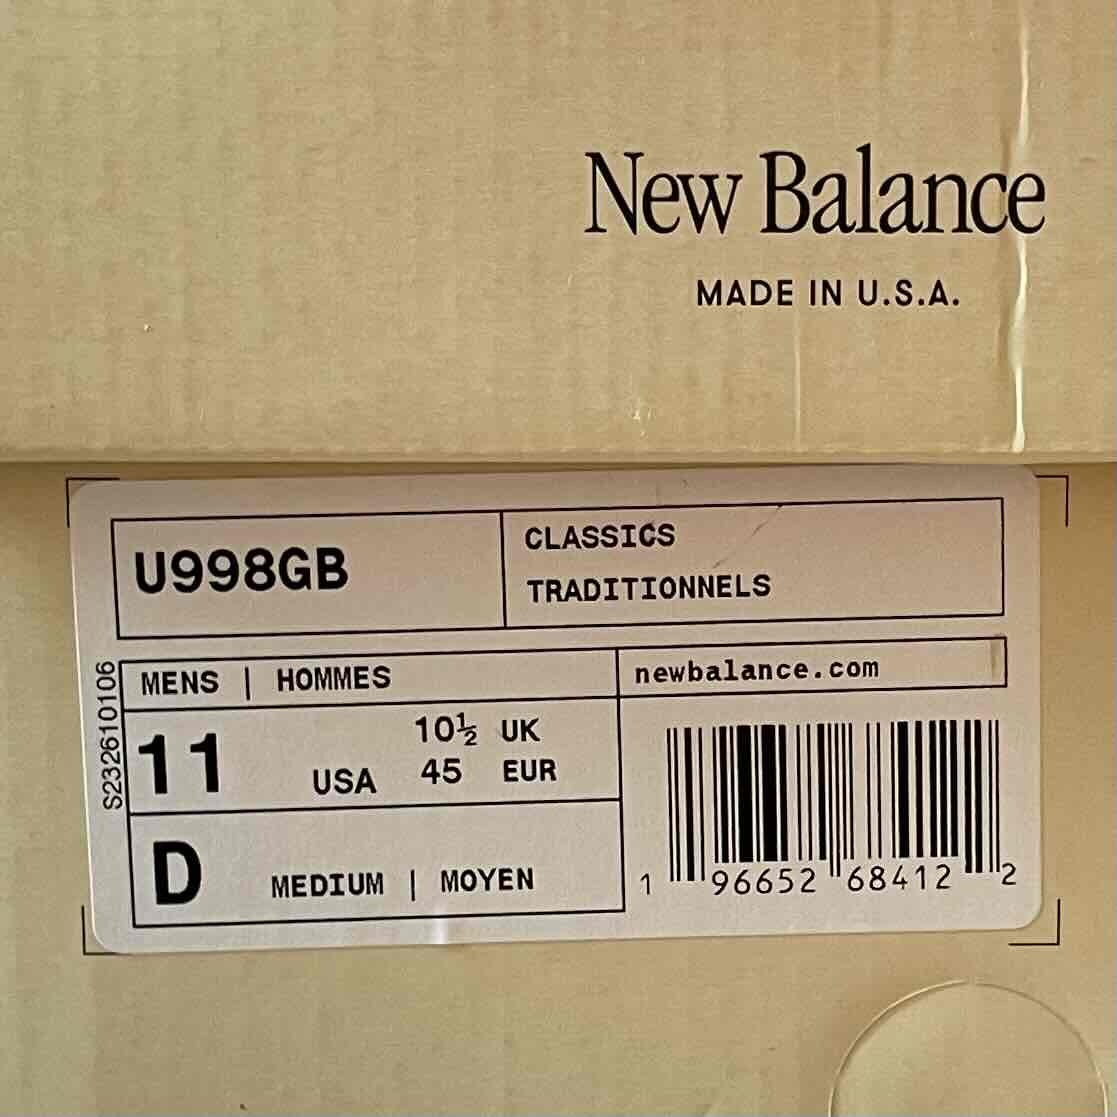 New Balance
MADE IN U.S.A.
U998GB
CLASSICS
TRADITIONNELS
S232610106
MENS | HOMMES
newbalance.com
11 USA
10½ UK
45 EUR
D MEDIUM | MOYEN
1 96652 68412 2